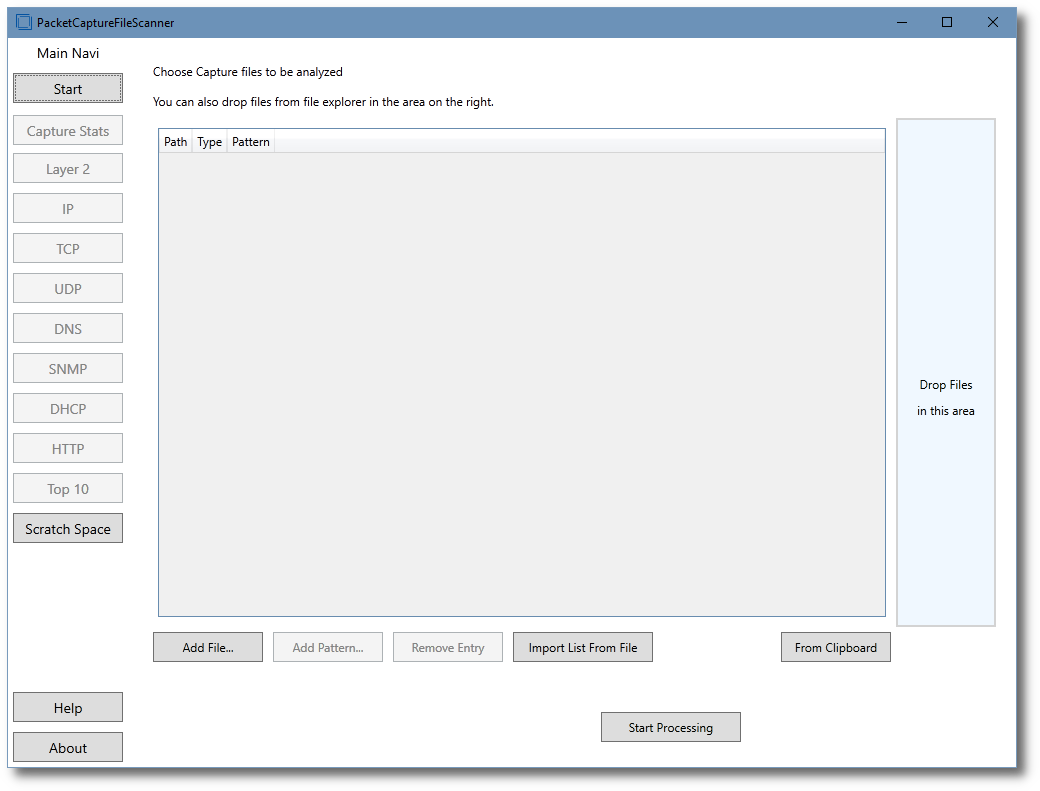 PacketCaptureFileScanner
Main Navi
Start
Capture Stats
Layer 2
IP
TCP
UDP
DNS
SNMP
DHCP
HTTP
Top 10
Scratch Space
Help
About
Choose Capture files to be analyzed
You can also drop files from file explorer in the area on the right.
Path Type Pattern
Drop Files
in this area
Add File... Add Pattern... Remove Entry Import List From File From Clipboard
Start Processing